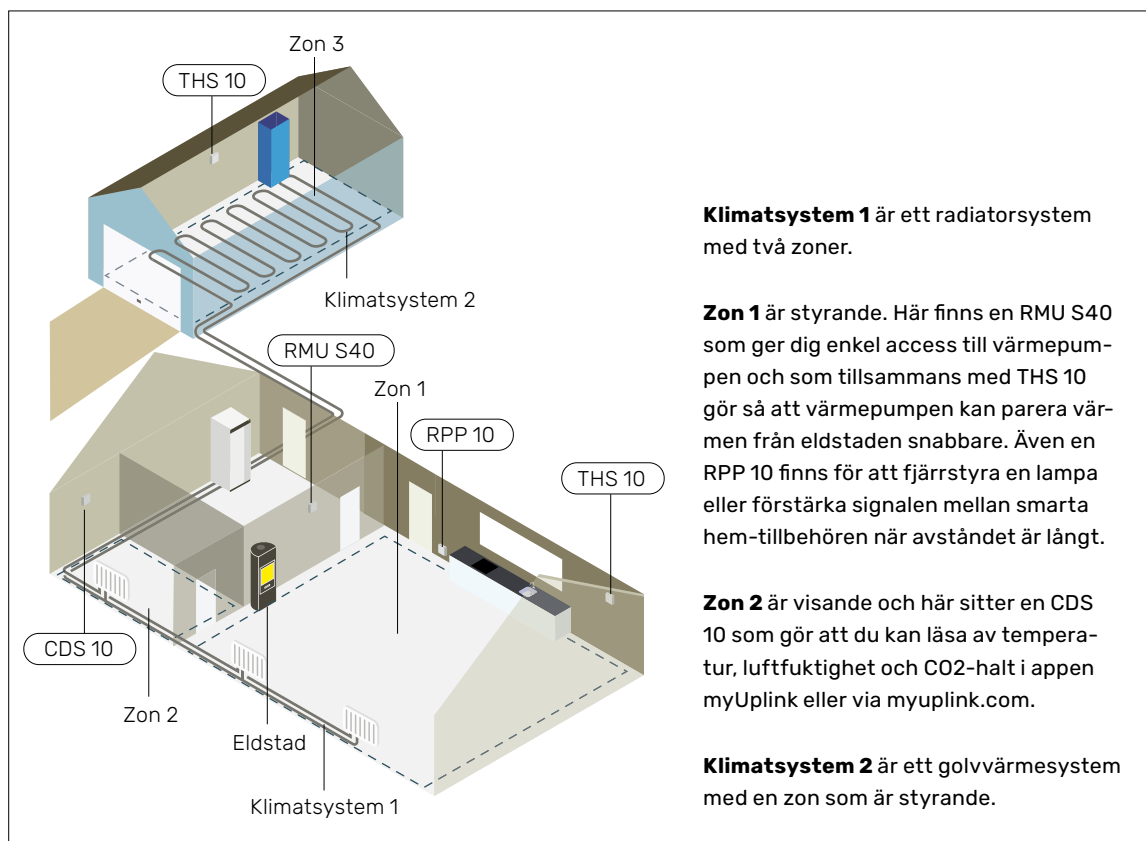 Zon 3
THS 10
Klimatsystem 2
RMU S40
Zon 1
RPP 10
THS 10
CDS 10
Zon 2
Eldstad
Klimatsystem 1
Klimatsystem 1 är ett radiatorsystem
med två zoner.
Zon 1 är styrande. Här finns en RMU S40
som ger dig enkel access till värmepum-
pen och som tillsammans med THS 10
gör så att värmepumpen kan parera vär-
men från eldstaden snabbare. Även en
RPP 10 finns för att fjärrstyra en lampa
eller förstärka signalen mellan smarta
hem-tillbehören när avståndet är långt.
Zon 2 är visande och här sitter en CDS
10 som gör att du kan läsa av tempera-
tur, luftfuktighet och CO2-halt i appen
myUplink eller via myuplink.com.
Klimatsystem 2 är ett golvvärmesystem
med en zon som är styrande.